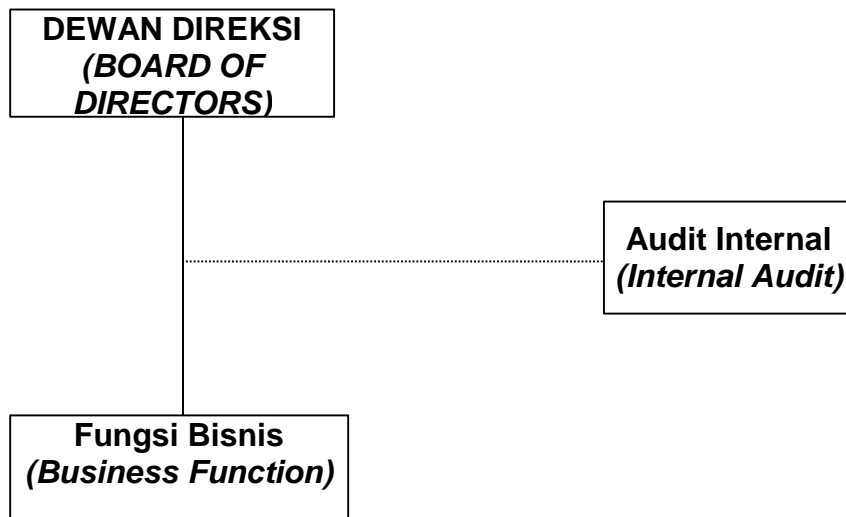 DEWAN DIREKSI
(BOARD OF
DIRECTORS)
Audit Internal
(Internal Audit)
Fungsi Bisnis
(Business Function)